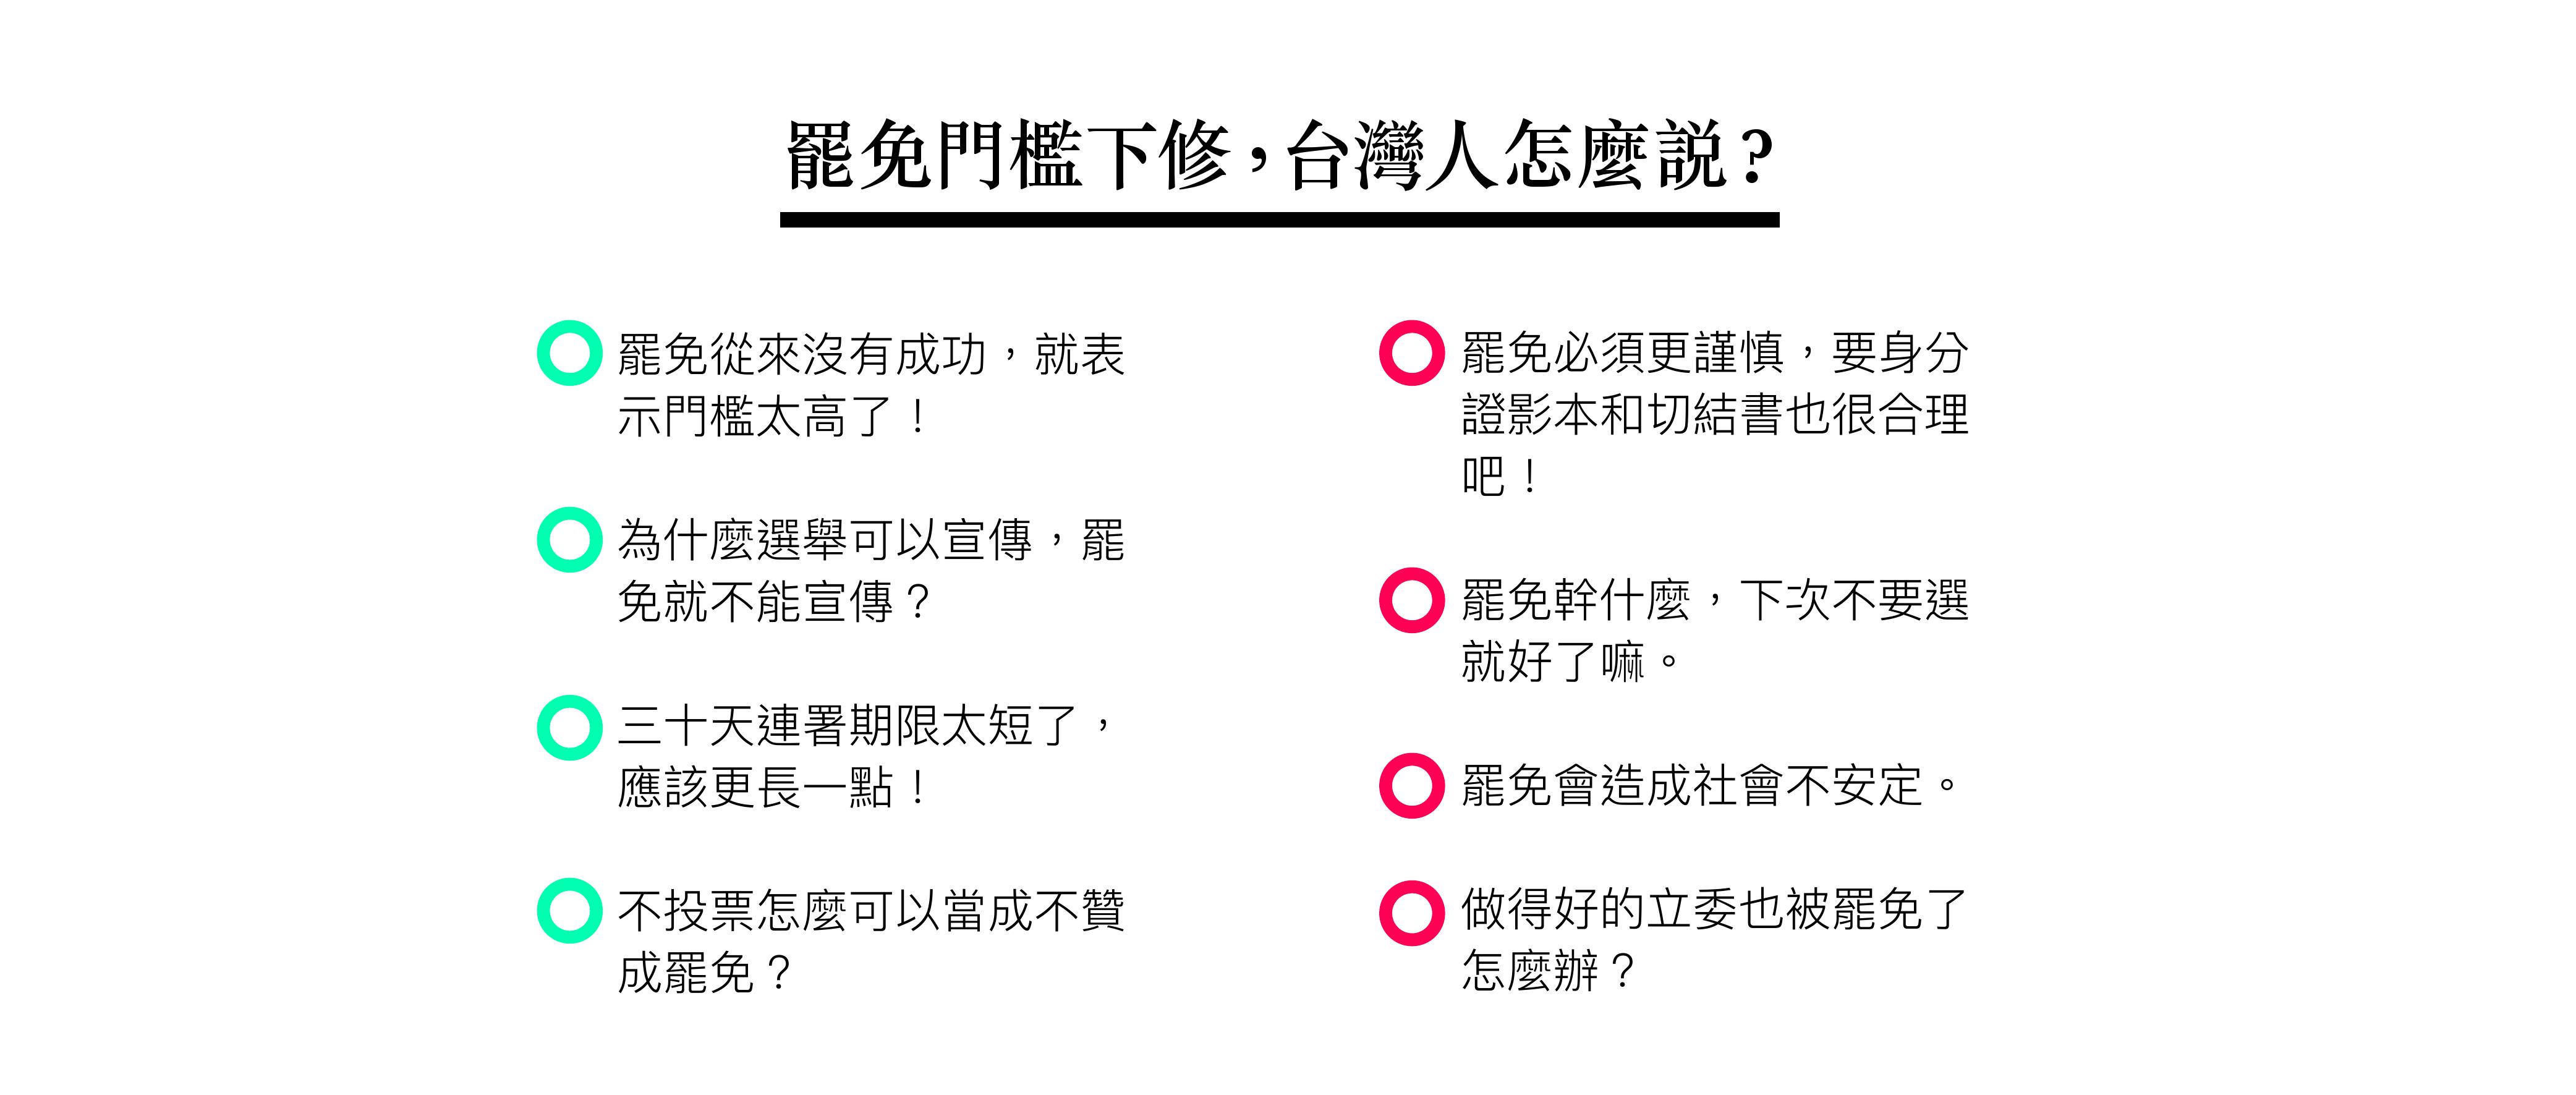 罷免門檻下修，台灣人怎麼説？
罷免從來沒有成功，就表
示門檻太高了！
為什麼選舉可以宣傳，罷
免就不能宣傳？
三十天連署期限太短了，
應該更長一點！
不投票怎麼可以當成不贊
成罷免？
罷免必須更謹慎，要身分
證影本和切結書也很合理
吧！
罷免幹什麼，下次不要選
就好了嘛。
罷免會造成社會不安定。
做得好的立委也被罷免了
怎麼辦？